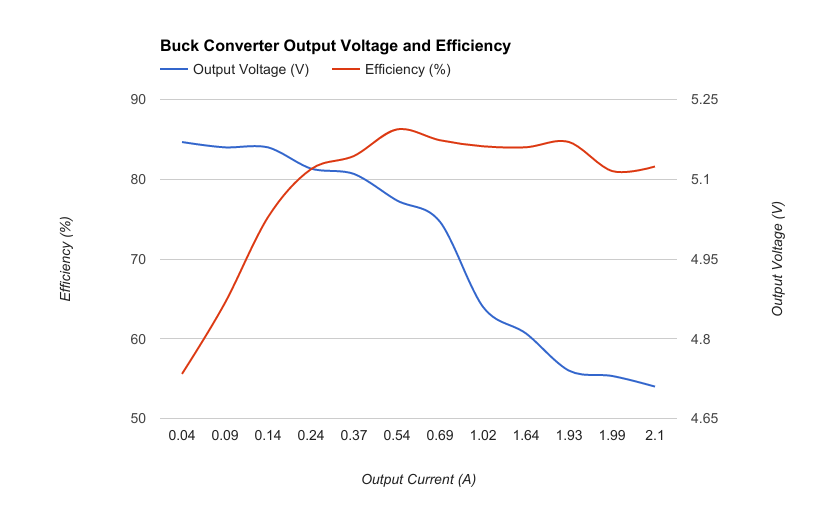 Buck Converter Output Voltage and Efficiency
Output Voltage (V) Efficiency (%)
90 5.25
80 5.1
70 4.95
60 4.8
50 4.65
Efficiency (%)
Output Voltage (V)
0.04 0.09 0.14 0.24 0.37 0.54 0.69 1.02 1.64 1.93 1.99 2.1
Output Current (A)